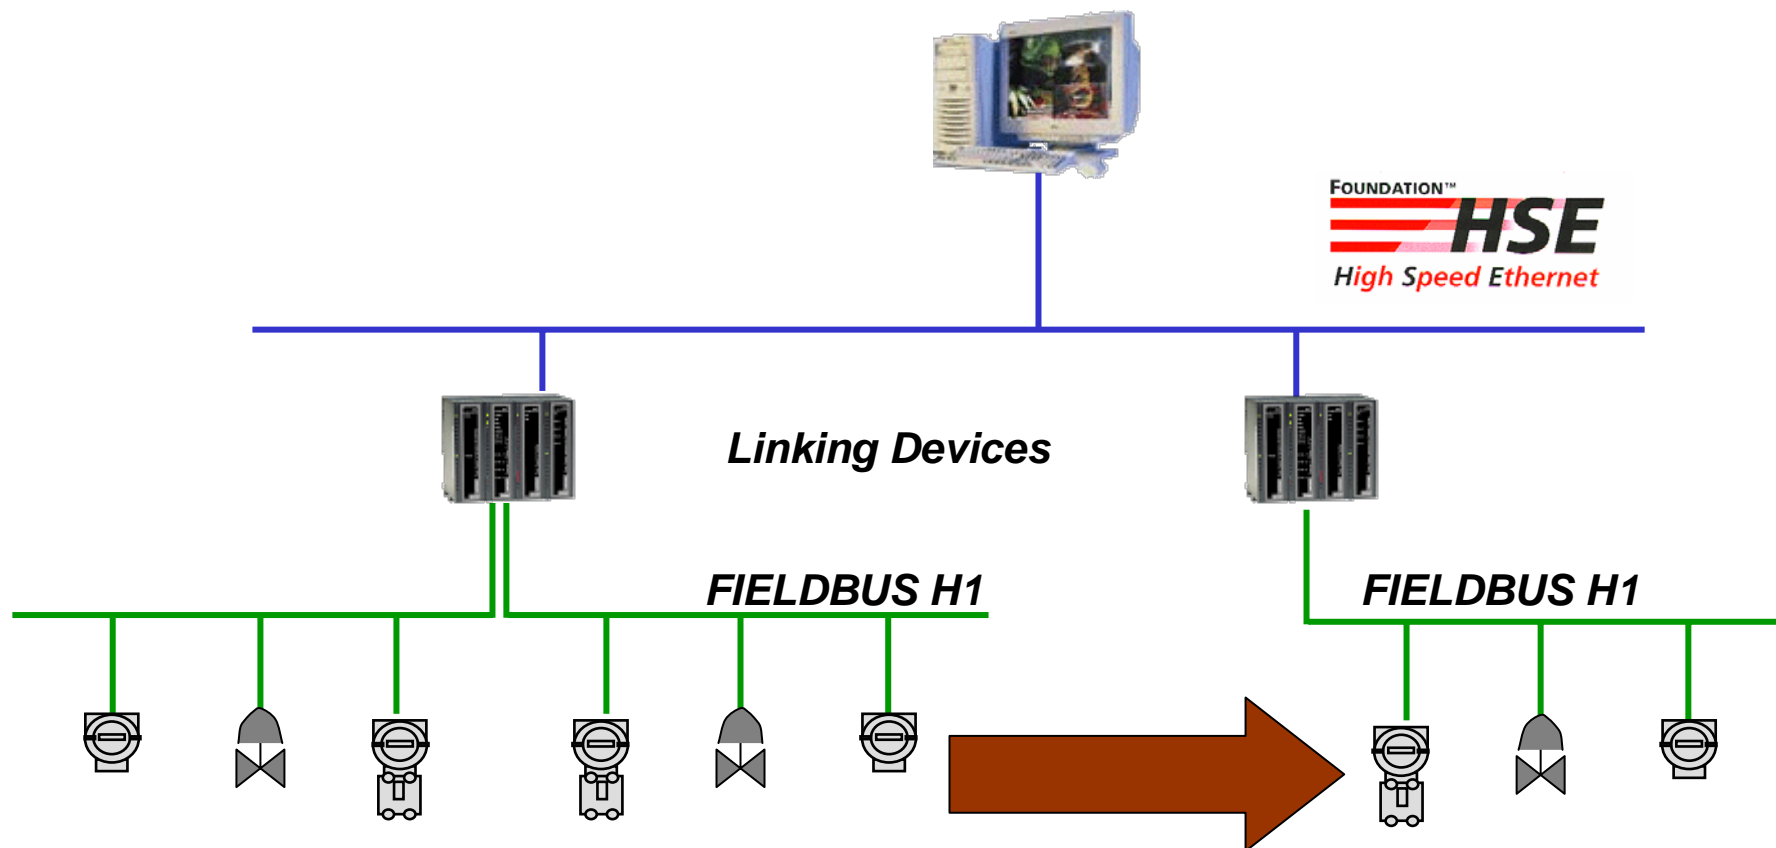 FOUNDATION™
HSE
High Speed Ethernet
Linking Devices
FIELDBUS H1
FIELDBUS H1